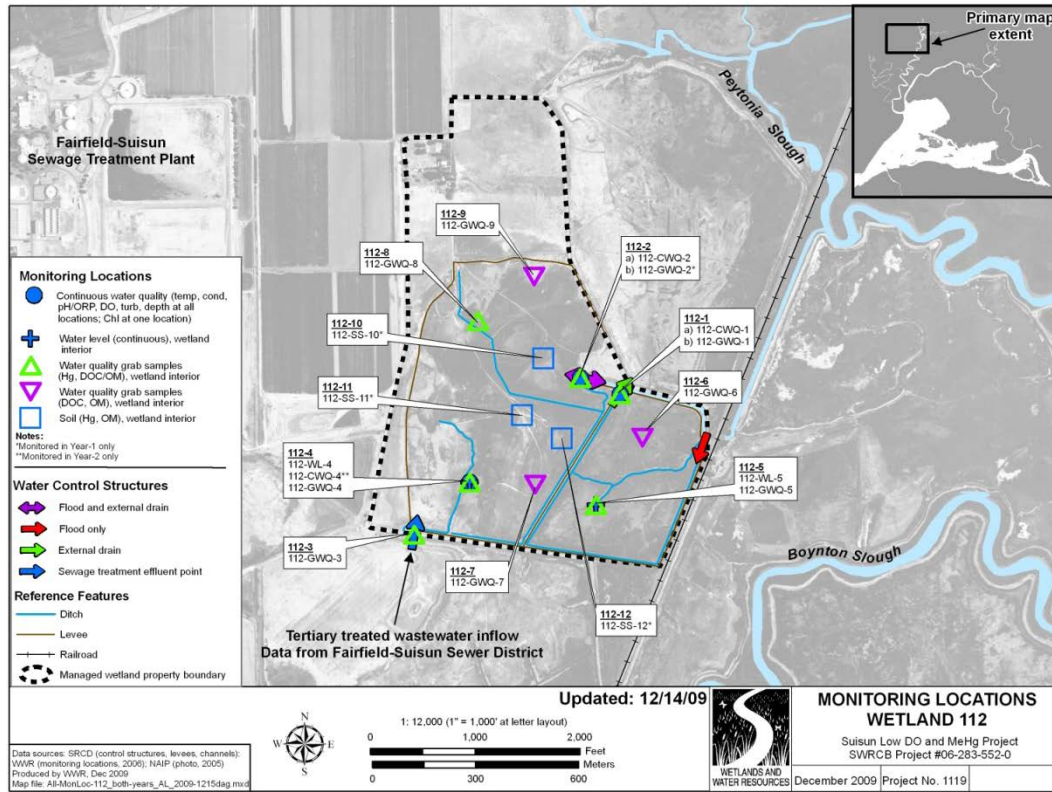 Primary map
extent
Peytonia Slough
Fairfield-Suisun
Sewage Treatment Plant
112-9
112-GWQ-9
112-8
112-GWQ-8
112-2
a) 112-CWQ-2
b) 112-GWQ-2*
112-10
112-SS-10*
112-1
a) 112-CWQ-1
b) 112-GWQ-1
112-11
112-SS-11*
112-6
112-GWQ-6
112-4
112-WL-4
112-CWQ-4**
112-GWQ-4
112-5
112-WL-5
112-GWQ-5
112-3
112-GWQ-3
112-7
112-GWQ-7
112-12
112-SS-12*
Boynton Slough
Tertiary treated wastewater inflow
Data from Fairfield-Suisun Sewer District
Monitoring Locations
Continuous water quality (temp, cond,
pH/ORP, DO, turb, depth at all
locations; Chl at one location)
Water level (continuous), wetland
interior
Water quality grab samples
(Hg, DOC/OM), wetland interior
Water quality grab samples
(DOC, OM), wetland interior
Soil (Hg, OM), wetland interior
Notes:
*Monitored in Year-1 only
**Monitored in Year-2 only
Water Control Structures
Flood and external drain
Flood only
External drain
Sewage treatment effluent point
Reference Features
Ditch
Levee
Railroad
Managed wetland property boundary
Data sources: SRCD (control structures, levees, channels);
WWR (monitoring locations, 2006); NAIP (photo, 2005)
Produced by WWR, Dec 2009
Map file: All-MonLoc-112_both-years_AL_2009-1215dag.mxd
N
W E
S
Updated: 12/14/09
1: 12,000 (1" = 1,000' at letter layout)
0 1,000 2,000
Feet
Meters
0 300 600
WETLANDS AND
WATER RESOURCES
MONITORING LOCATIONS
WETLAND 112
Suisun Low DO and MeHg Project
SWRCB Project #06-283-552-0
December 2009 Project No. 1119